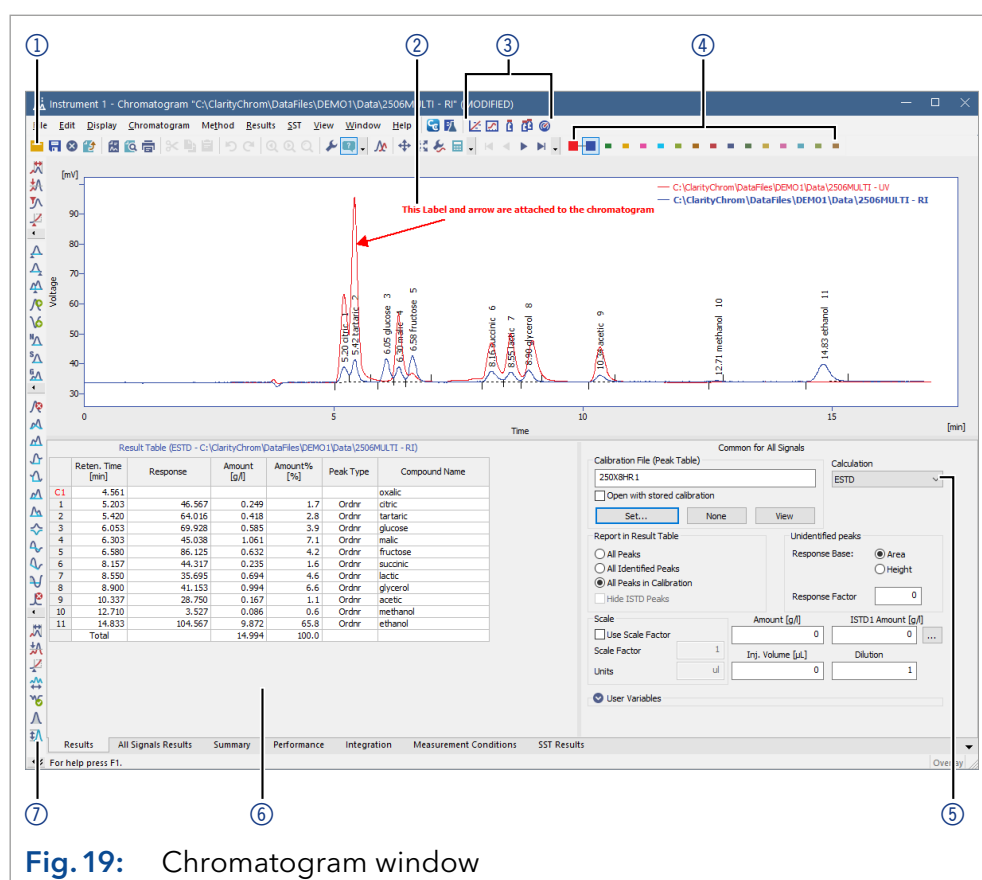 ① ② ③ ④
Instrument 1 - Chromatogram "C:\ClarityChrom\DataFiles\DEMO1\Data\2506MULTI - RI" (MODIFIED)
Edit Display Chromatogram Method Results SST View Window Help
[mV]
C:\ClarityChrom\DataFiles\DEMO1\Data\2506MULTI - UV
C:\ClarityChrom\DataFiles\DEMO1\Data\2506MULTI - RI
This Label and arrow are attached to the chromatogram
90
80
70
60
50
40
30
Voltage
5.20 citric 1
5.42 tartaric 2
6.05 glucose 3
6.30 malic 4
6.58 fructose 5
8.16 succinic 6
8.55 lactic 7
8.90 glycerol 8
10.34 acetic 9
12.71 methanol 10
14.83 ethanol 11
0 5 10 15
Time
[min]
Result Table (ESTD - C:\ClarityChrom\DataFiles\DEMO1\Data\2506MULTI - RI)
Reten. Time [min] Response Amount [g/l] Amount% [%] Peak Type Compound Name
C1 4.561 oxalic
1 5.203 46.567 0.249 1.7 Ordnr citric
2 5.420 64.016 0.418 2.8 Ordnr tartaric
3 6.053 69.928 0.585 3.9 Ordnr glucose
4 6.303 45.038 1.061 7.1 Ordnr malic
5 6.580 86.125 0.632 4.2 Ordnr fructose
6 8.157 44.317 0.235 1.6 Ordnr succinic
7 8.550 35.695 0.694 4.6 Ordnr lactic
8 8.900 41.153 0.994 6.6 Ordnr glycerol
9 10.337 28.750 0.167 1.1 Ordnr acetic
10 12.710 3.527 0.086 0.6 Ordnr methanol
11 14.833 104.567 9.872 65.8 Ordnr ethanol
Total 14.994 100.0
Common for All Signals
Calibration File (Peak Table)
Calculation
250X8HR1
ESTD
Open with stored calibration
Set... None View
Report in Result Table
Unidentified peaks
All Peaks
All Identified Peaks
All Peaks in Calibration
Hide ISTD Peaks
Response Base: Area
Height
Response Factor 0
Scale
Use Scale Factor
Scale Factor 1
Units ul
Amount [g/l] ISTD1 Amount [g/l]
0 0 ...
Inj. Volume [µL] Dilution
0 1
User Variables
Results All Signals Results Summary Performance Integration Measurement Conditions SST Results
For help press F1.
Overlay
⑦ ⑥ ⑤
Fig. 19: Chromatogram window